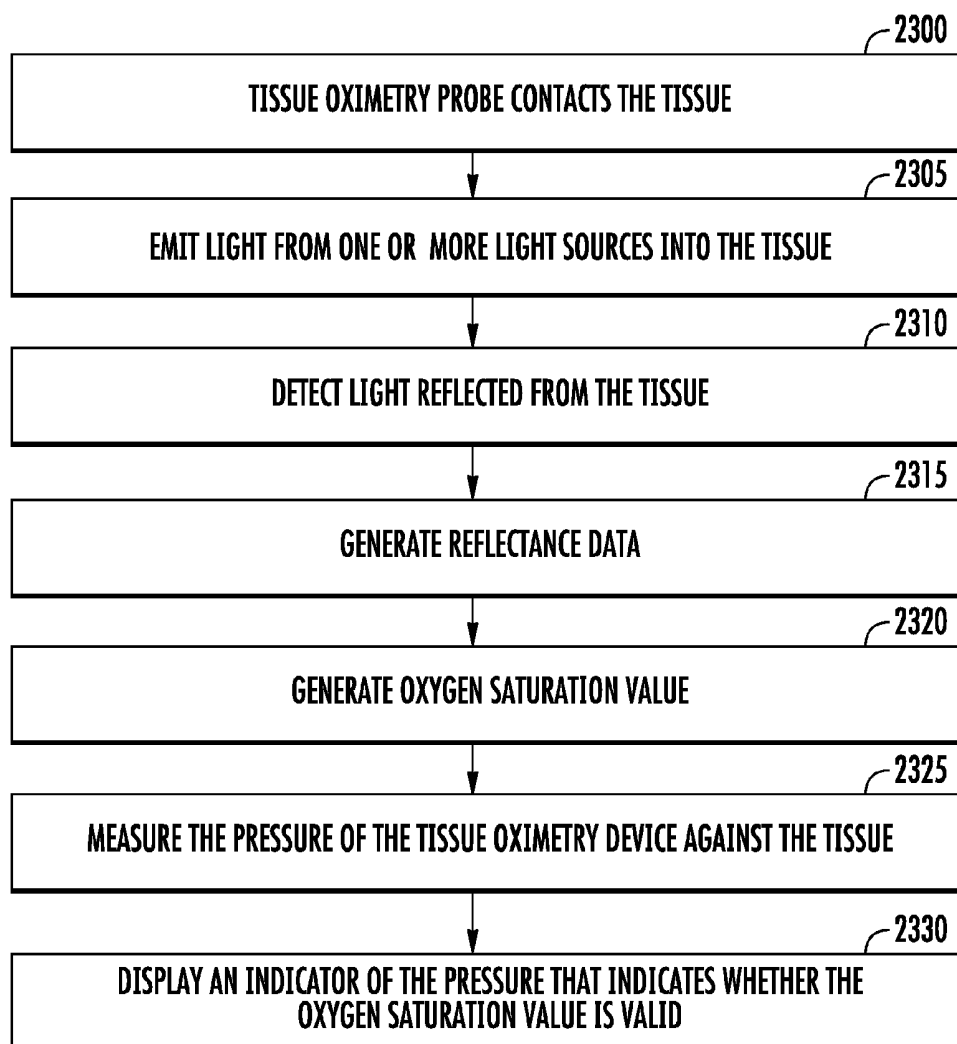 2300
TISSUE OXIMETRY PROBE CONTACTS THE TISSUE
2305
EMIT LIGHT FROM ONE OR MORE LIGHT SOURCES INTO THE TISSUE
2310
DETECT LIGHT REFLECTED FROM THE TISSUE
2315
GENERATE REFLECTANCE DATA
2320
GENERATE OXYGEN SATURATION VALUE
2325
MEASURE THE PRESSURE OF THE TISSUE OXIMETRY DEVICE AGAINST THE TISSUE
2330
DISPLAY AN INDICATOR OF THE PRESSURE THAT INDICATES WHETHER THE
OXYGEN SATURATION VALUE IS VALID